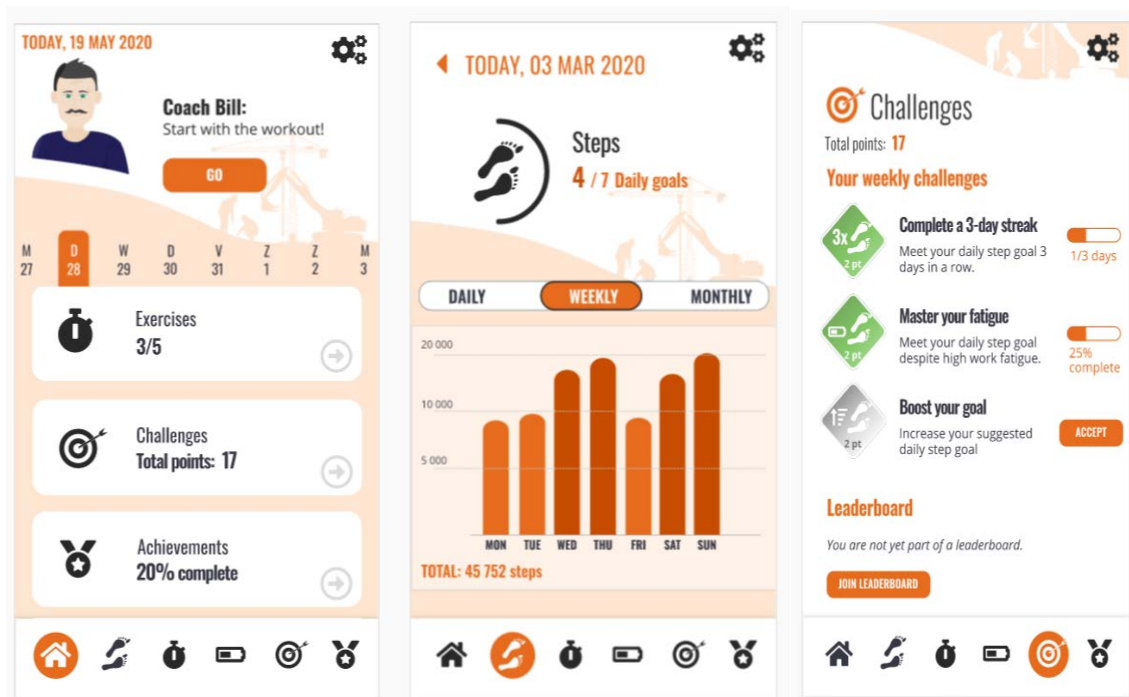 TODAY, 19 MAY 2020
Coach Bill:
Start with the workout!
GO
M D W D V Z Z M
27 28 29 30 31 1 2 3
Exercises
3/5
Challenges
Total points: 17
Achievements
20% complete
TODAY, 03 MAR 2020
Steps
4 / 7 Daily goals
DAILY WEEKLY MONTHLY
20 000
10 000
5 000
MON TUE WED THU FRI SAT SUN
TOTAL: 45 752 steps
Challenges
Total points: 17
Your weekly challenges
3x
2 pt
Complete a 3-day streak
Meet your daily step goal 3
days in a row.
1/3 days
2 pt
Master your fatigue
Meet your daily step goal
despite high work fatigue.
25%
complete
2 pt
Boost your goal
Increase your suggested
daily step goal
ACCEPT
Leaderboard
You are not yet part of a leaderboard.
JOIN LEADERBOARD